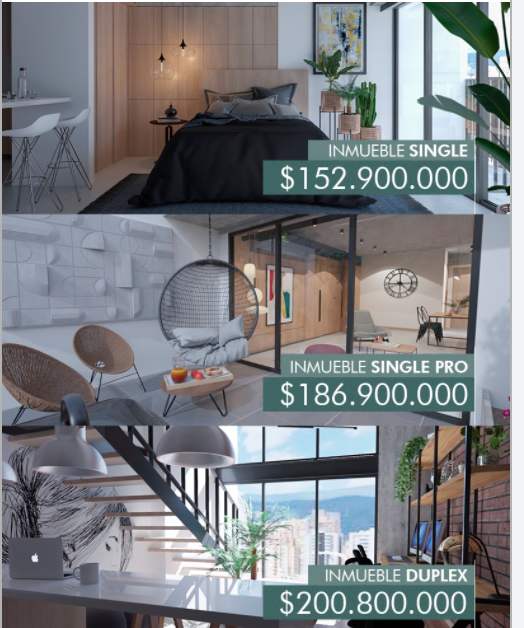 INMUEBLE SINGLE
$152.900.000
INMUEBLE SINGLE PRO
$186.900.000
INMUEBLE DUPLEX
$200.800.000